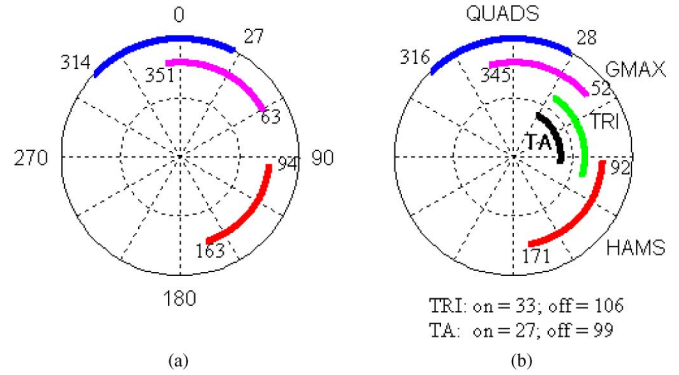 0
27
314
351
63
270
94
90
163
180
(a)
QUADS
28
316
345
GMAX
52
TRI
TA
92
171
HAMS
TRI: on = 33; off = 106
TA: on = 27; off = 99
(b)